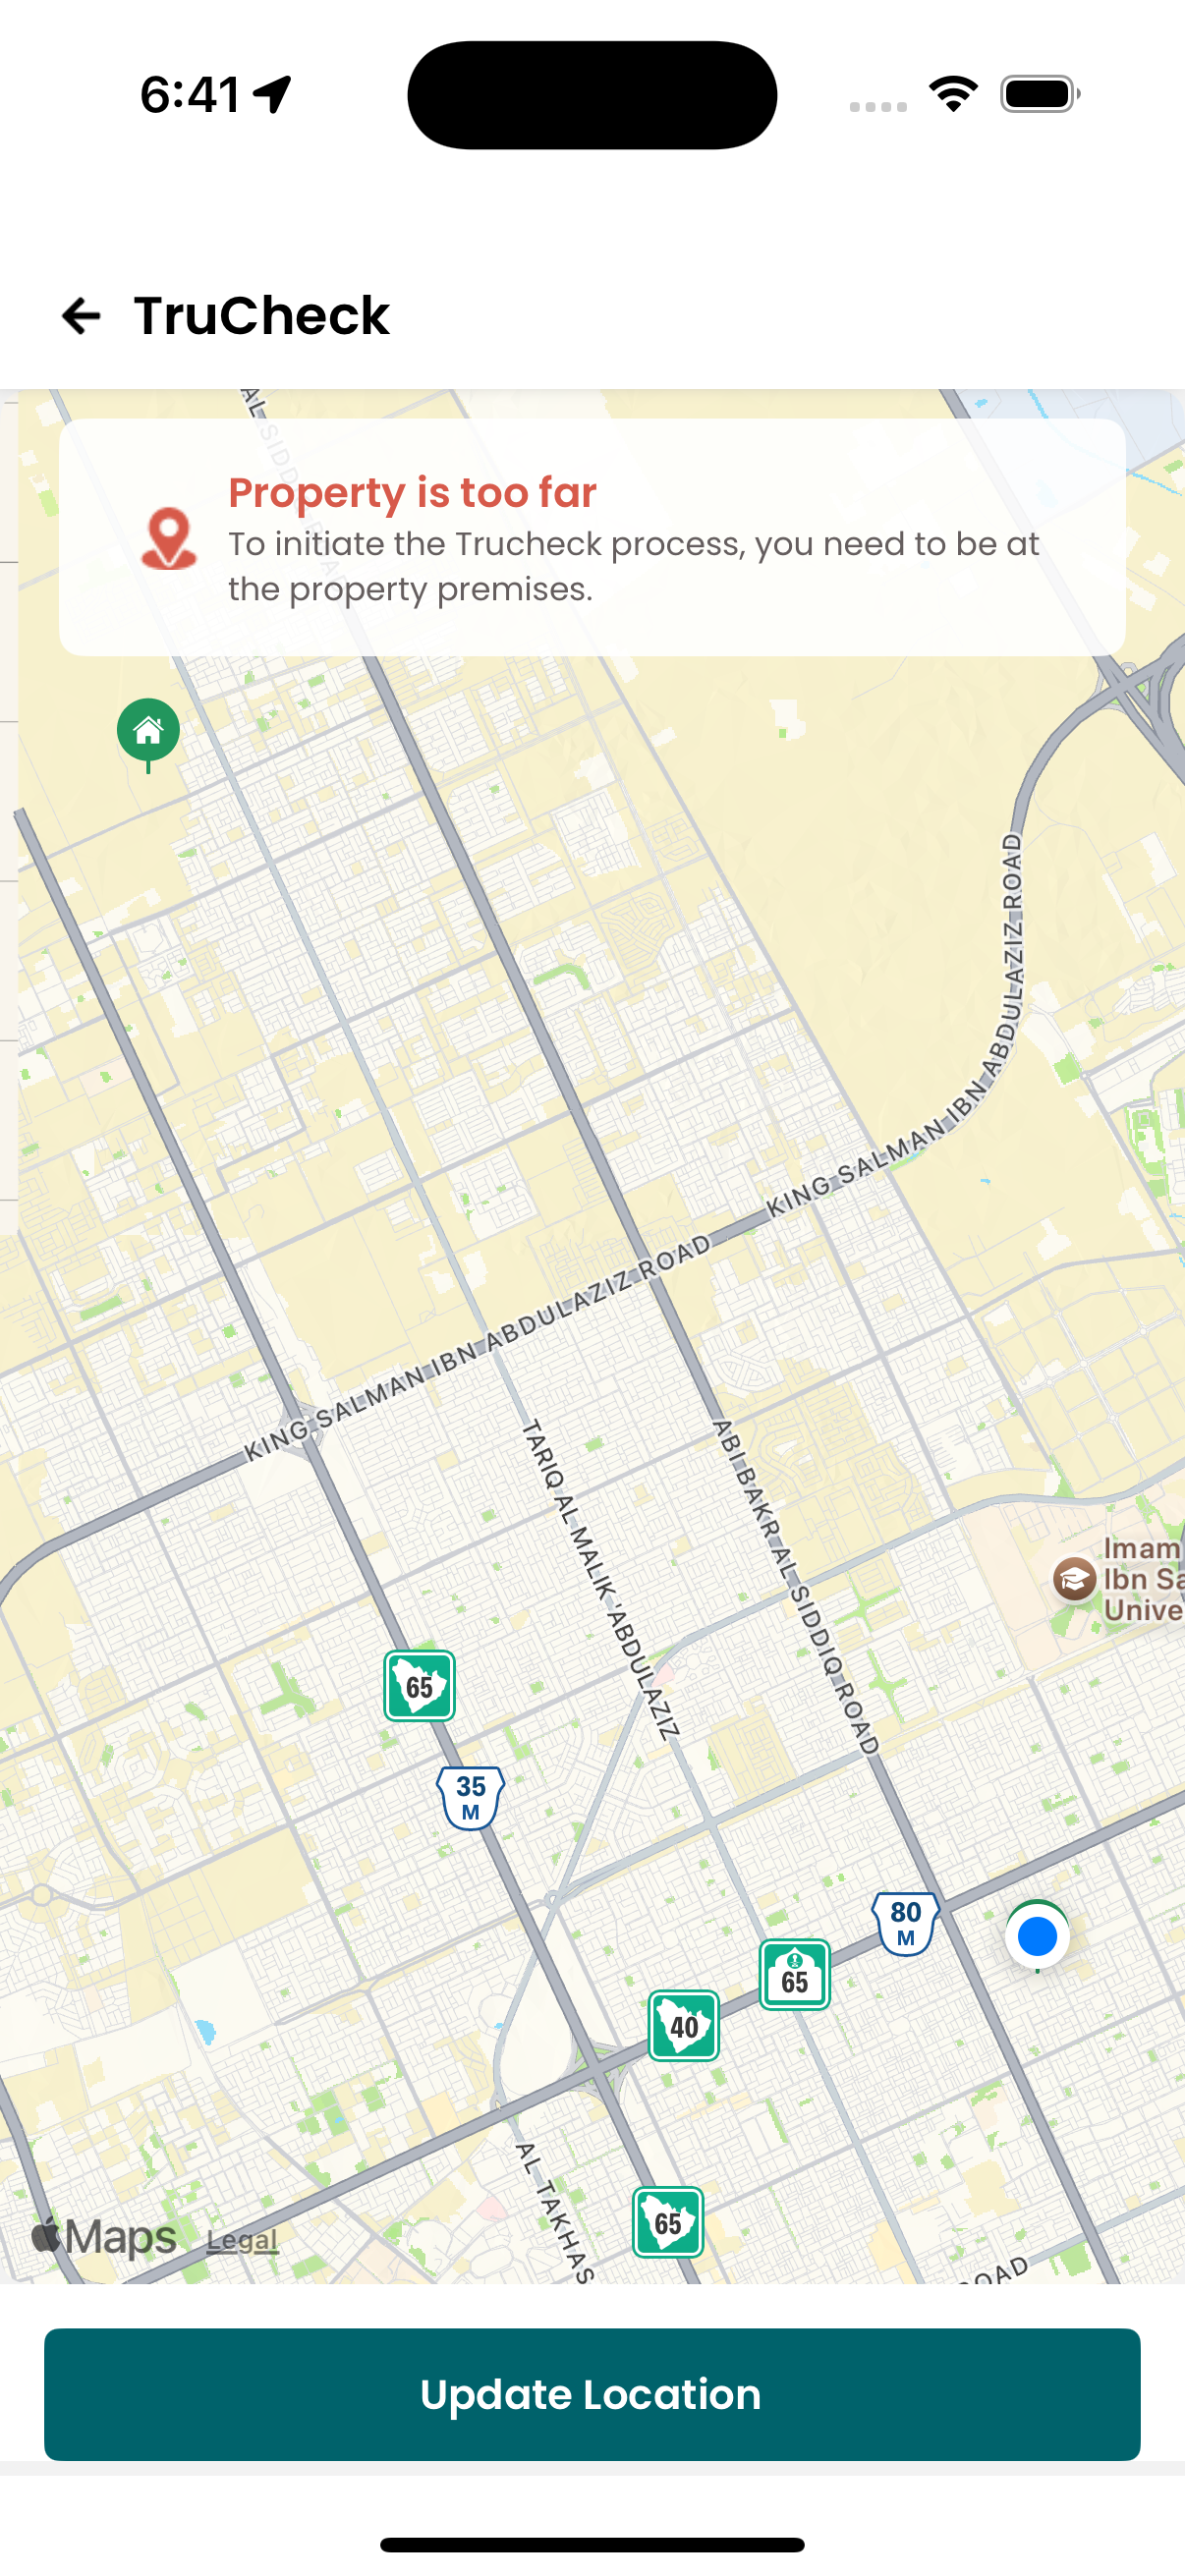 6:41
TruCheck
Property is too far
To initiate the Trucheck process, you need to be at
the property premises.
KING SALMAN IBN ABDULAZIZ ROAD
KING SALMAN IBN ABDULAZIZ ROAD
TARIQ AL MALIK 'ABDULAZIZ
ABI BAKR AL SIDDIQ ROAD
Imam
Ibn Sa
Unive
65
35
M
80
M
65
40
AL TAKHAS
65
Maps
Legal
OAD
Update Location